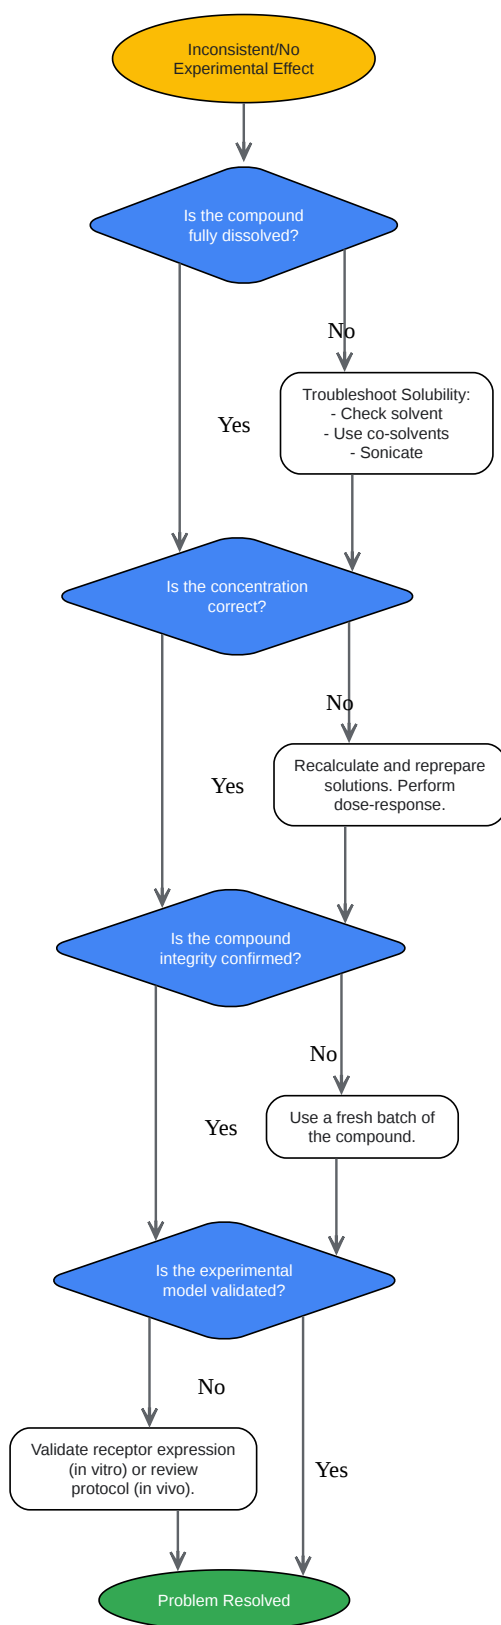 Inconsistent/No
Experimental Effect
Is the compound
fully dissolved?
No
Troubleshoot Solubility:
- Check solvent
- Use co-solvents
- Sonicate
Yes
Is the concentration
correct?
No
Recalculate and reprepare
solutions. Perform
dose-response.
Yes
Is the compound
integrity confirmed?
No
Use a fresh batch of
the compound.
Yes
Is the experimental
model validated?
No
Validate receptor expression
(in vitro) or review
protocol (in vivo).
Yes
Problem Resolved